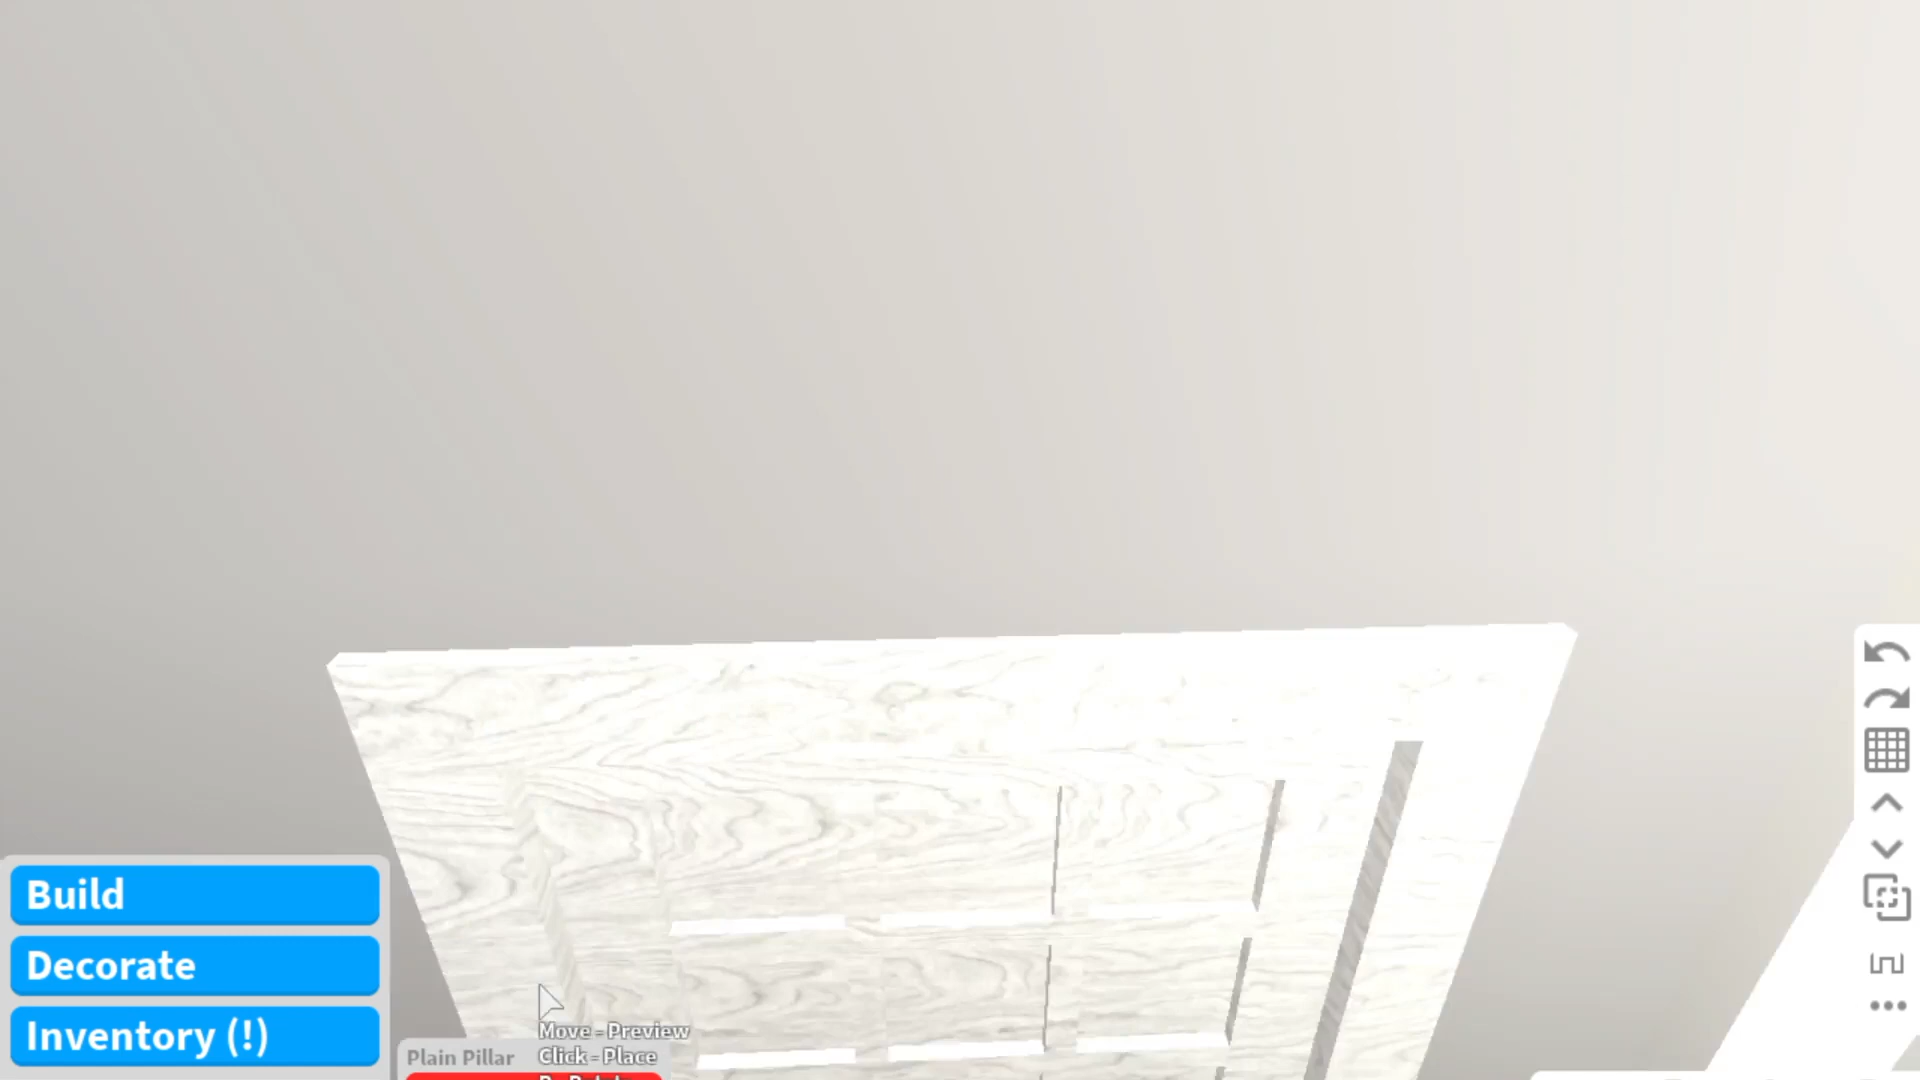 Build
Decorate
Inventory (!)
Plain Pillar
Move - Preview
Click - Place